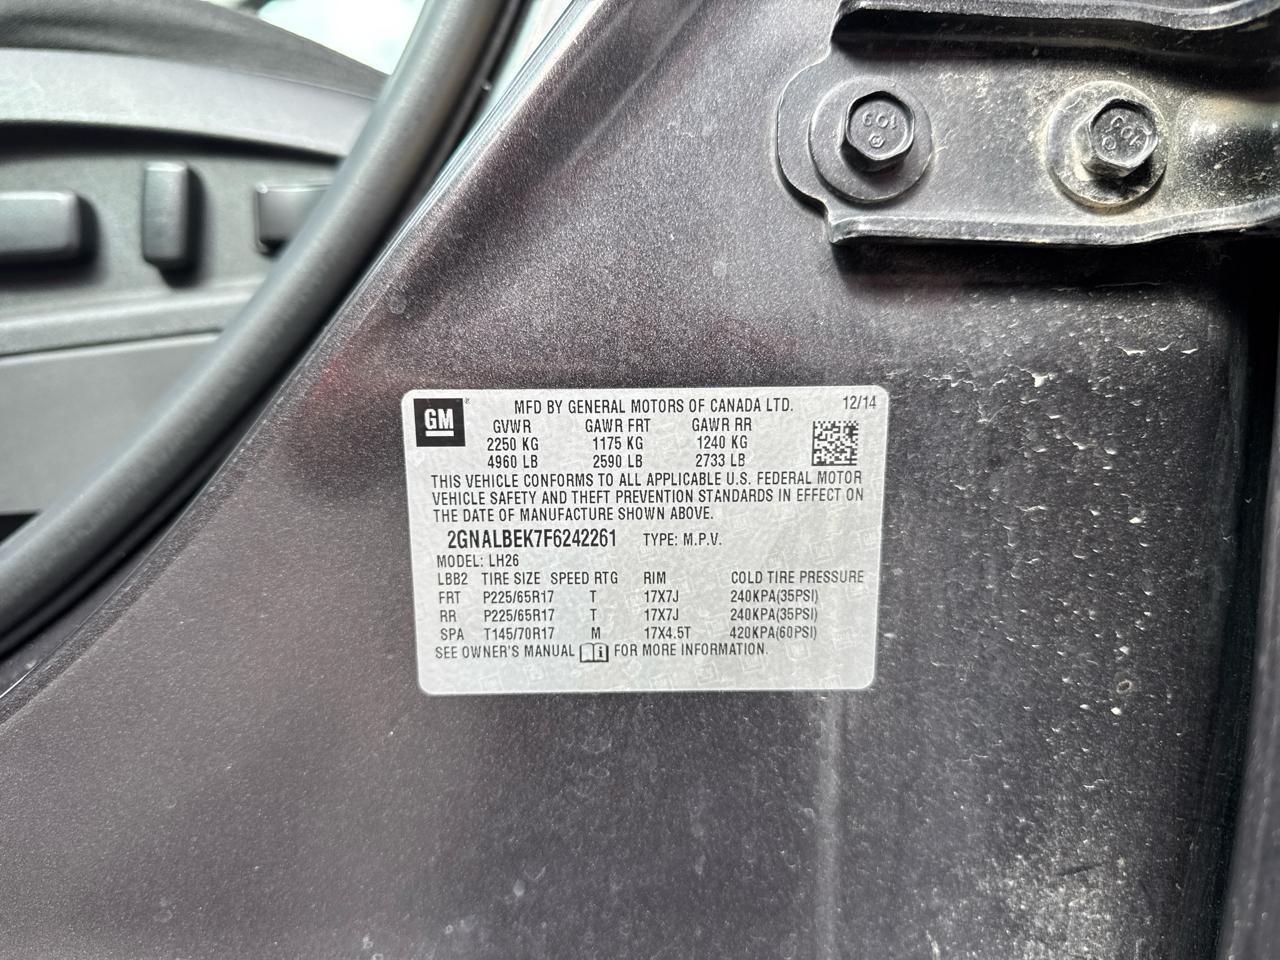 GM ® MFD BY GENERAL MOTORS OF CANADA LTD. 12/14
GVWR GAWR FRT GAWR RR
2250 KG 1175 KG 1240 KG
4960 LB 2590 LB 2733 LB
THIS VEHICLE CONFORMS TO ALL APPLICABLE U.S. FEDERAL MOTOR
VEHICLE SAFETY AND THEFT PREVENTION STANDARDS IN EFFECT ON
THE DATE OF MANUFACTURE SHOWN ABOVE.
2GNALBEK7F6242261 TYPE: M.P.V.
MODEL: LH26
LBB2 TIRE SIZE SPEED RTG RIM COLD TIRE PRESSURE
FRT P225/65R17 T 17X7J 240KPA(35PSI)
RR P225/65R17 T 17X7J 240KPA(35PSI)
SPA T145/70R17 M 17X4.5T 420KPA(60PSI)
SEE OWNER'S MANUAL FOR MORE INFORMATION.